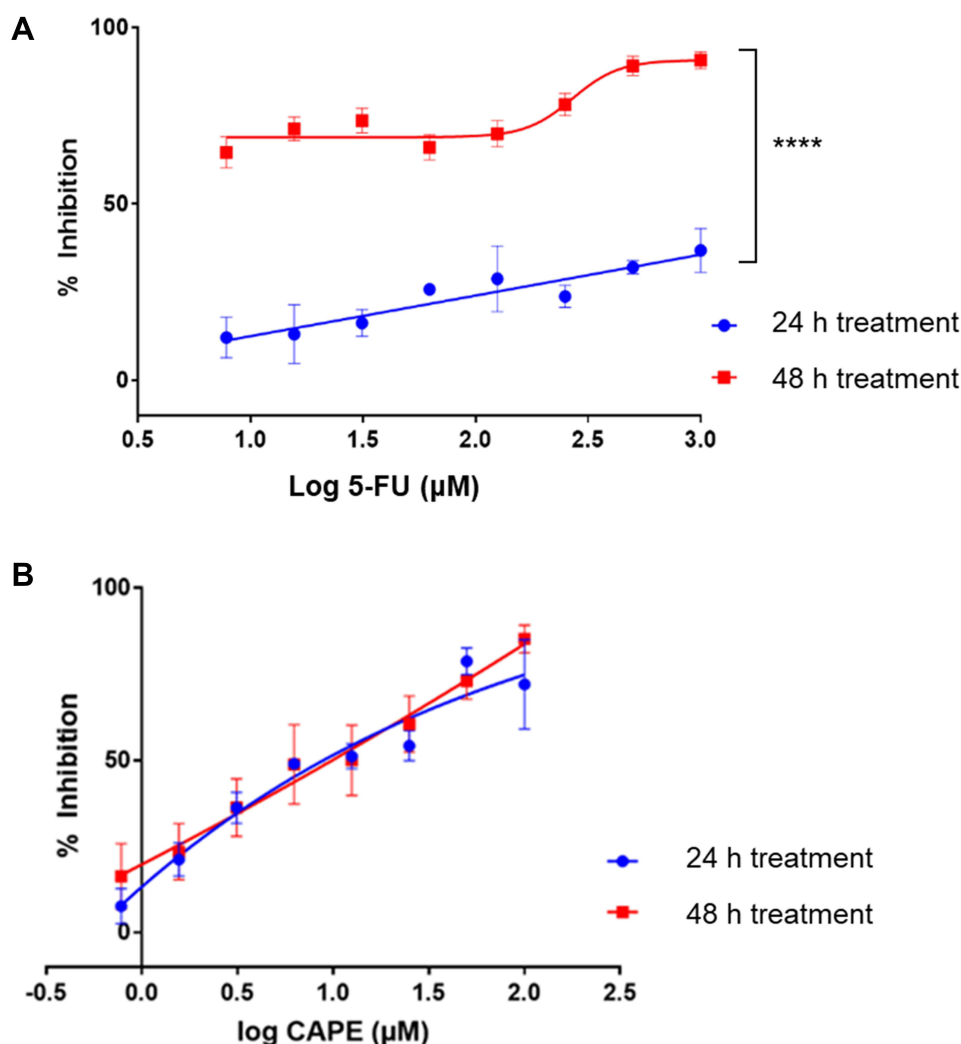 A
100
50
0
% Inhibition
****
24 h treatment
48 h treatment
0.5 1.0 1.5 2.0 2.5 3.0
Log 5-FU (µM)
B
100
50
0
% Inhibition
24 h treatment
48 h treatment
-0.5 0.0 0.5 1.0 1.5 2.0 2.5
log CAPE (µM)